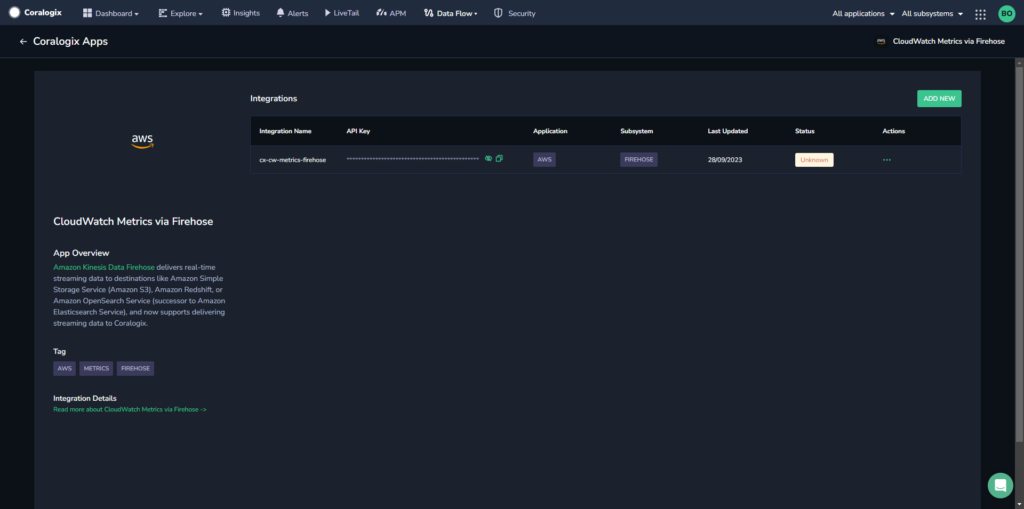 Coralogix Dashboard Explore Insights Alerts LiveTail APM Data Flow Security All applications All subsystems BO
← Coralogix Apps aws CloudWatch Metrics via Firehose
aws
Integrations ADD NEW
Integration Name API Key Application Subsystem Last Updated Status Actions
cx-cw-metrics-firehose AWS FIREHOSE 28/09/2023 Unknown ...
CloudWatch Metrics via Firehose
App Overview
Amazon Kinesis Data Firehose delivers real-time
streaming data to destinations like Amazon Simple
Storage Service (Amazon S3), Amazon Redshift, or
Amazon OpenSearch Service (successor to Amazon
Elasticsearch Service), and now supports delivering
streaming data to Coralogix.
Tag
AWS METRICS FIREHOSE
Integration Details
Read more about CloudWatch Metrics via Firehose ->